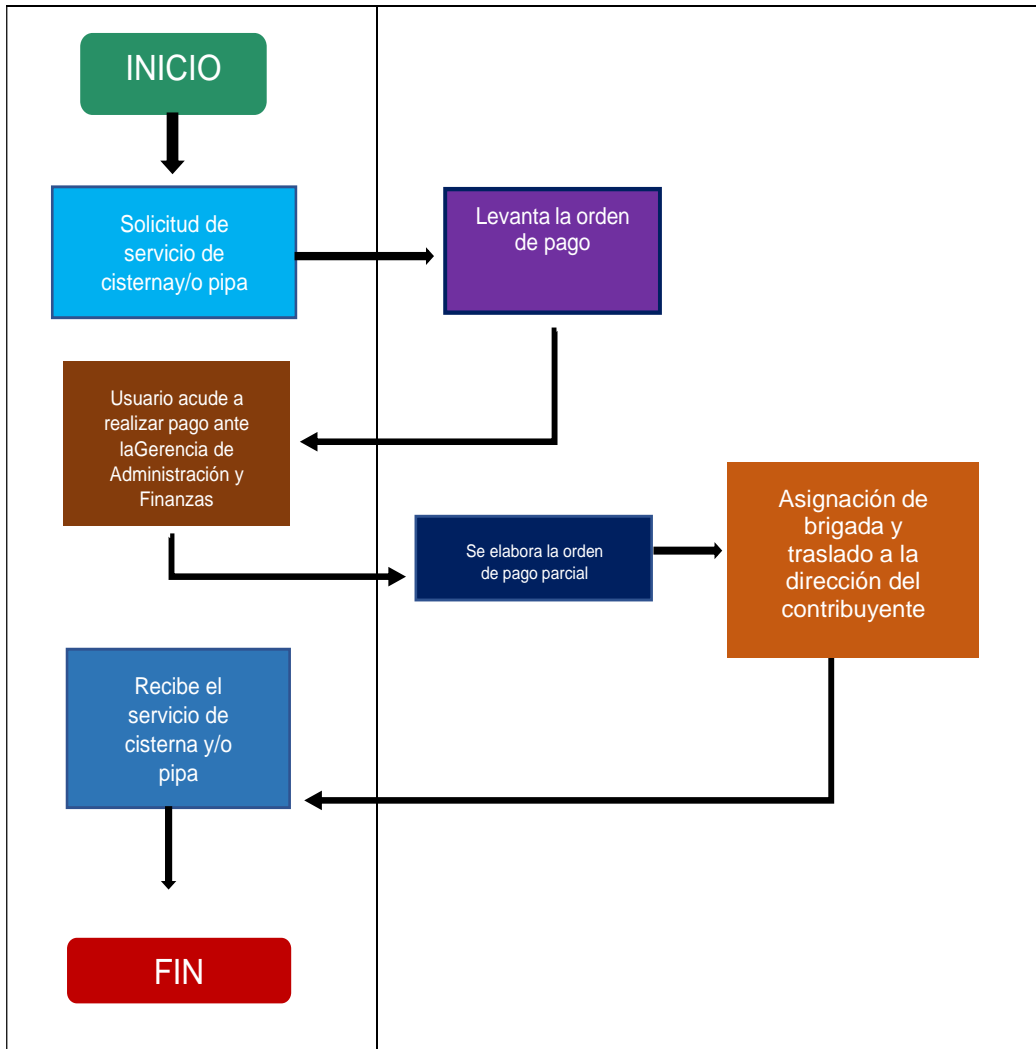 INICIO
Solicitud de
servicio de
cisternay/o pipa
Levanta la orden
de pago
Usuario acude a
realizar pago ante
laGerencia de
Administración y
Finanzas
Se elabora la orden
de pago parcial
Asignación de
brigada y
traslado a la
dirección del
contribuyente
Recibe el
servicio de
cisterna y/o
pipa
FIN